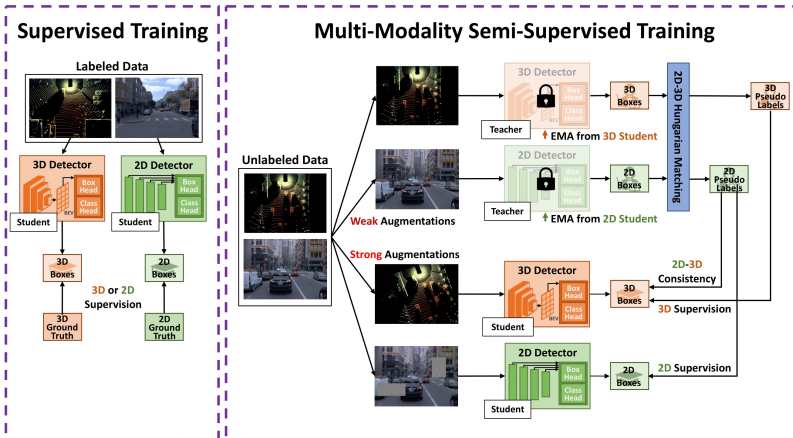 Supervised Training
Labeled Data
3D Detector
Box
Head
Class
Head
BEV
Student
2D Detector
Box
Head
Class
Head
Student
3D
Boxes
2D
Boxes
3D or 2D
Supervision
3D
Ground
Truth
2D
Ground
Truth
Multi-Modality Semi-Supervised Training
Unlabeled Data
Weak Augmentations
Strong Augmentations
3D Detector
Box
Head
Class
Head
Teacher
EMA from 3D Student
3D
Boxes
2D Detector
Box
Head
Class
Head
Teacher
EMA from 2D Student
2D
Boxes
2D-3D Hungarian
Matching
3D
Pseudo
Labels
2D
Pseudo
Labels
3D Detector
Box
Head
Class
Head
BEV
Student
3D
Boxes
2D-3D
Consistency
3D Supervision
2D Detector
Box
Head
Class
Head
Student
2D
Boxes
2D Supervision